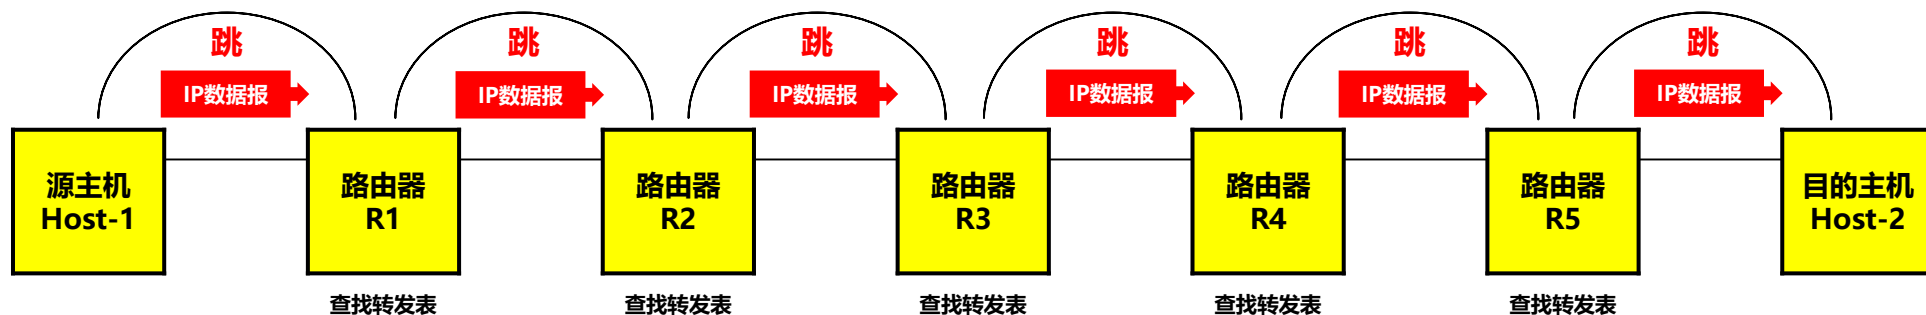 跳
跳
跳
跳
跳
跳
IP数据报
IP数据报
IP数据报
IP数据报
IP数据报
IP数据报
源主机
Host-1
路由器
R1
路由器
R2
路由器
R3
路由器
R4
路由器
R5
目的主机
Host-2
查找转发表
查找转发表
查找转发表
查找转发表
查找转发表